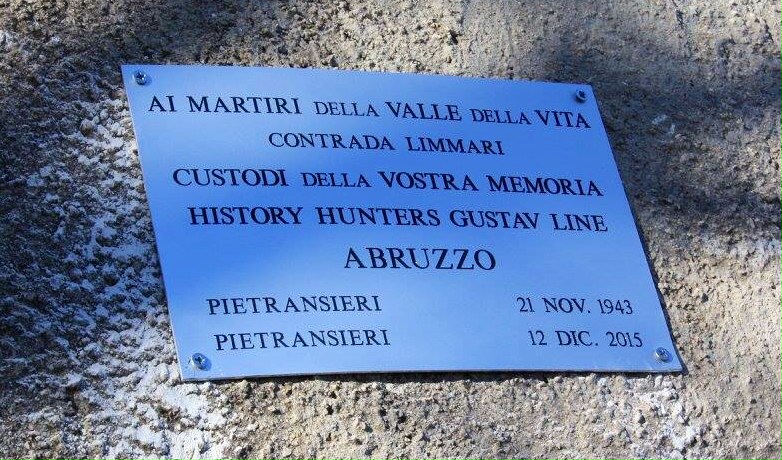 AI MARTIRI DELLA VALLE DELLA VITA
CONTRADA LIMMARI
CUSTODI DELLA VOSTRA MEMORIA
HISTORY HUNTERS GUSTAV LINE
ABRUZZO
PIETRANSIERI 21 NOV. 1943
PIETRANSIERI 12 DIC. 2015